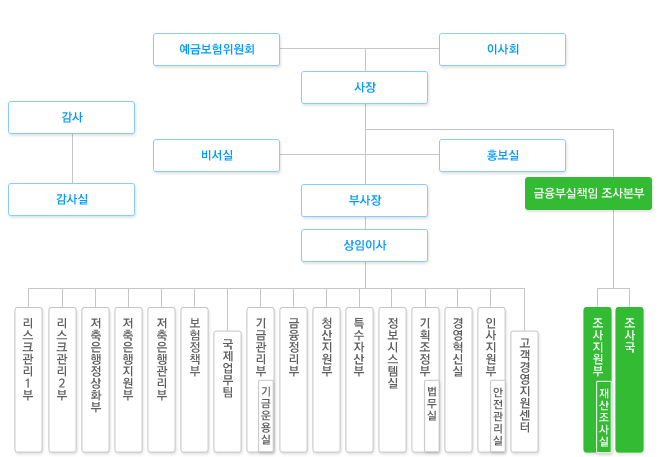 예금보험위원회
이사회
사장
감사
비서실
홍보실
감사실
부사장
금융부실책임 조사본부
상임이사
리스크관리1부
리스크관리2부
저축은행정상화부
저축은행지원부
저축은행관리부
보험정책부
국제업무팀
기금관리부
기금운용실
금융정리부
청산지원부
특수자산부
정보시스템실
기획조정부
법무실
경영혁신실
인사지원부
안전관리실
고객경영지원센터
조사지원부
재산조사실
조사국